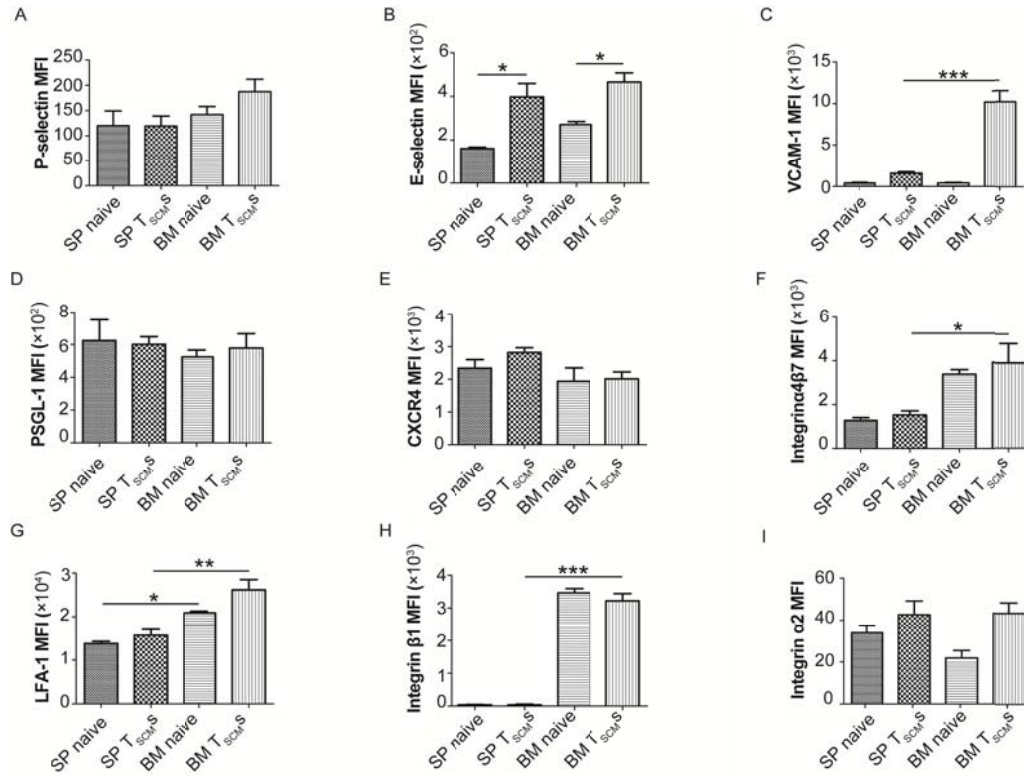 A
P-selectin MFI
250
200
150
100
50
0
SP naive
SP TSCMs
BM naive
BM TSCMs
B
E-selectin MFI (×10²)
6
4
2
0
*
*
SP naive
SP TSCMs
BM naive
BM TSCMs
C
VCAM-1 MFI (×10³)
15
10
5
0
***
SP naive
SP TSCMs
BM naive
BM TSCMs
D
PSGL-1 MFI (×10²)
8
6
4
2
0
SP naive
SP TSCMs
BM naive
BM TSCMs
E
CXCR4 MFI (×10³)
4
3
2
1
0
SP naive
SP TSCMs
BM naive
BM TSCMs
F
Integrinα4β7 MFI (×10³)
6
4
2
0
*
SP naive
SP TSCMs
BM naive
BM TSCMs
G
LFA-1 MFI (×10⁴)
3
2
1
0
*
**
SP naive
SP TSCMs
BM naive
BM TSCMs
H
Integrin β1 MFI (×10³)
4
3
2
1
0
***
SP naive
SP TSCMs
BM naive
BM TSCMs
I
Integrin α2 MFI
60
40
20
0
SP naive
SP TSCMs
BM naive
BM TSCMs